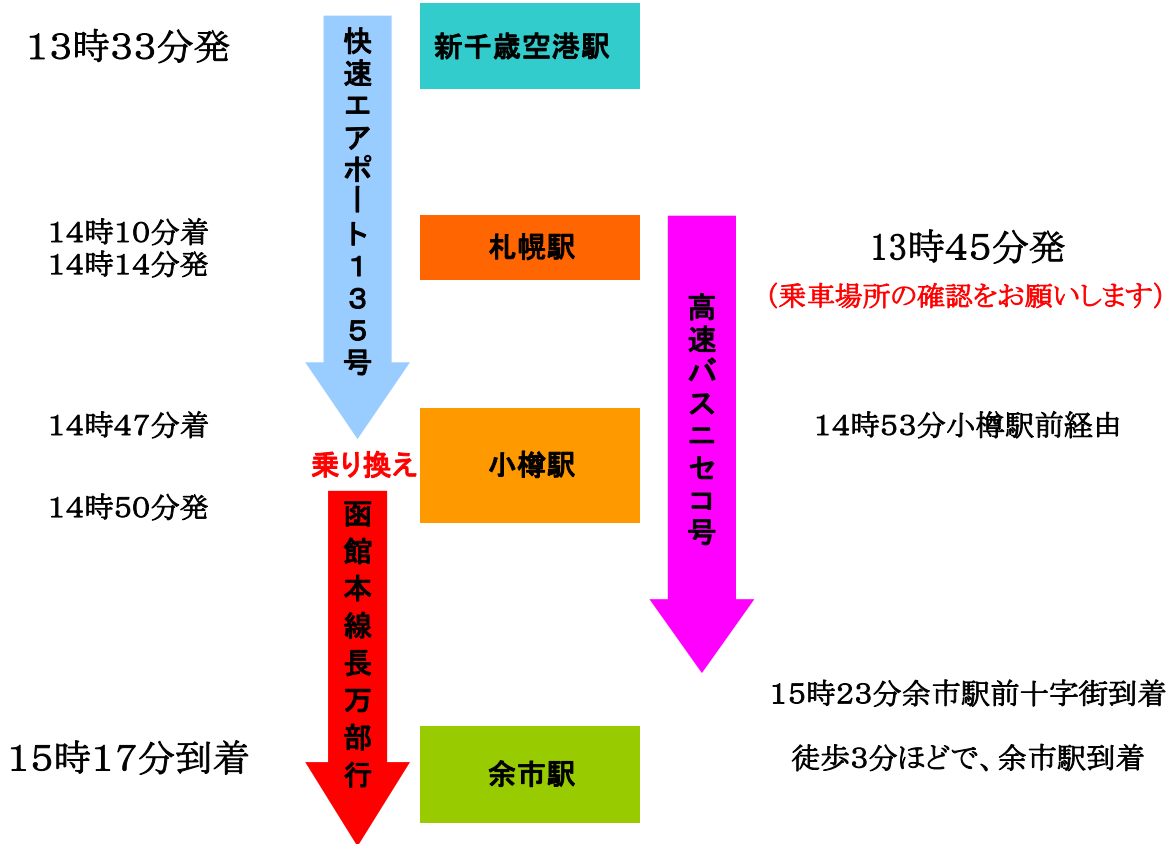 13時33分発
快速エアポート135号
新千歳空港駅
14時10分着
14時14分発
札幌駅
13時45分発
(乗車場所の確認をお願いします)
高速バスニセコ号
14時47分着
乗り換え
小樽駅
14時53分小樽駅前経由
14時50分発
函館本線長万部行
15時23分余市駅前十字街到着
15時17分到着
余市駅
徒歩3分ほどで、余市駅到着